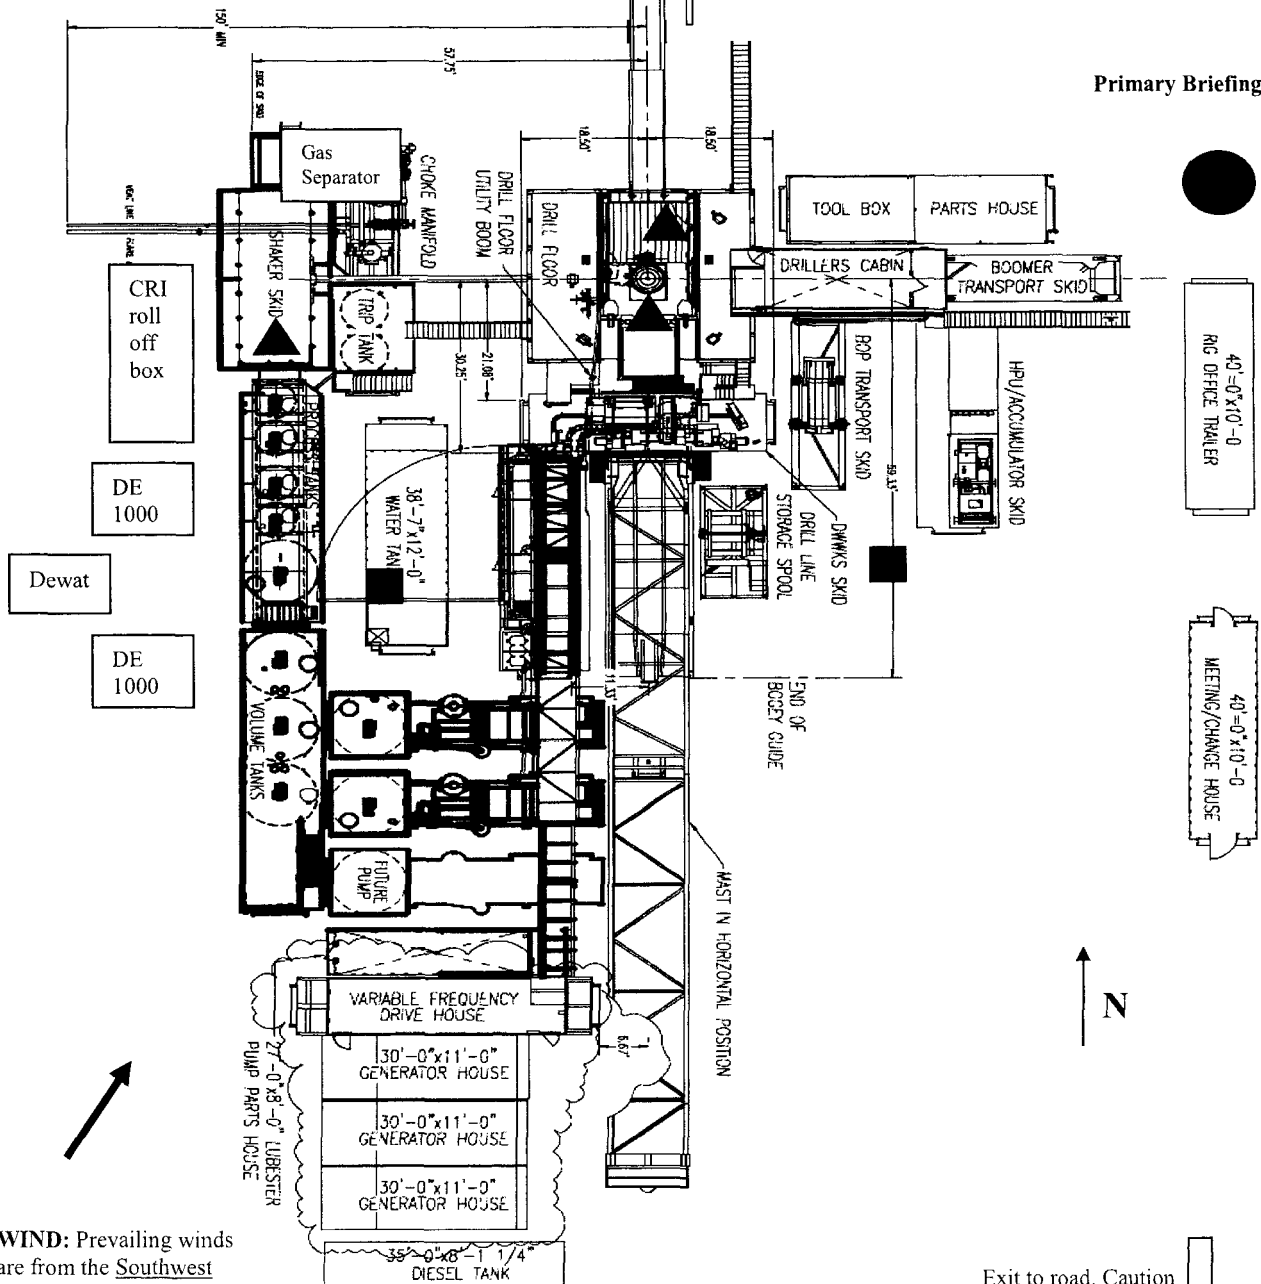 150' MIN
57.75'
EDGE OF SKID
Primary Briefing
18.50'
18.50'
Gas
Separator
CHOKE MANIFOLD
DRILL FLOOR
UTILITY BOOM
DRILL FLOOR
TOOL BOX
PARTS HOUSE
SHAKER SKID
DRILLERS CABIN
BOOMER
TRANSPORT SKID
CRI
roll
off
box
TRIP
TANK
30.25'
21.08'
BOP TRANSPORT SKID
HPU/ACCUMULATOR SKID
40'=0"x10'-0
RIG OFFICE TRAILER
PROCESS TANKS
DE
1000
38'-7"x12'-0"
WATER TAN
59.33'
DRILL LINE
STORAGE SPOOL
DWWKS SKID
Dewat
DE
1000
VOLUME TANKS
11.33'
END OF
BOGEY GUIDE
40'=0"x10'-0
MEETING/CHANGE HOUSE
FUTURE
PUMP
MAST IN HORIZONTAL POSITION
N
VARIABLE FREQUENCY
DRIVE HOUSE
6.67'
30'-0"x11'-0"
GENERATOR HOUSE
27'-0"x8'-0" LUBESTER
PUMP PARTS HOUSE
30'-0"x11'-0"
GENERATOR HOUSE
30'-0"x11'-0"
GENERATOR HOUSE
WIND: Prevailing winds
are from the Southwest
35'-0"x8'-1 1/4"
DIESEL TANK
Exit to road. Caution